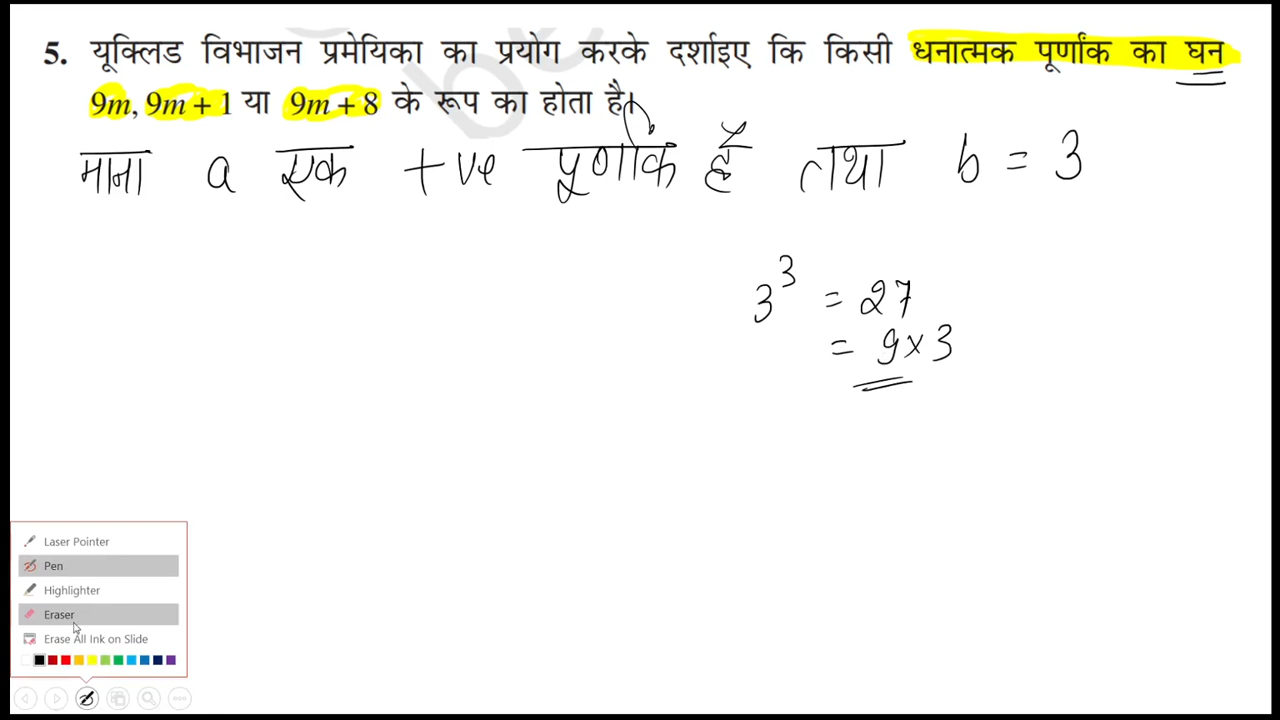 5. यूक्लिड विभाजन प्रमेयिका का प्रयोग करके दर्शाइए कि किसी धनात्मक पूर्णांक का घन
9m, 9m + 1 या 9m + 8 के रूप का होता है।
माना a एक +ve पूर्णांक है तथा b = 3
3³ = 27
= 9×3
Laser Pointer
Pen
Highlighter
Eraser
Erase All Ink on Slide